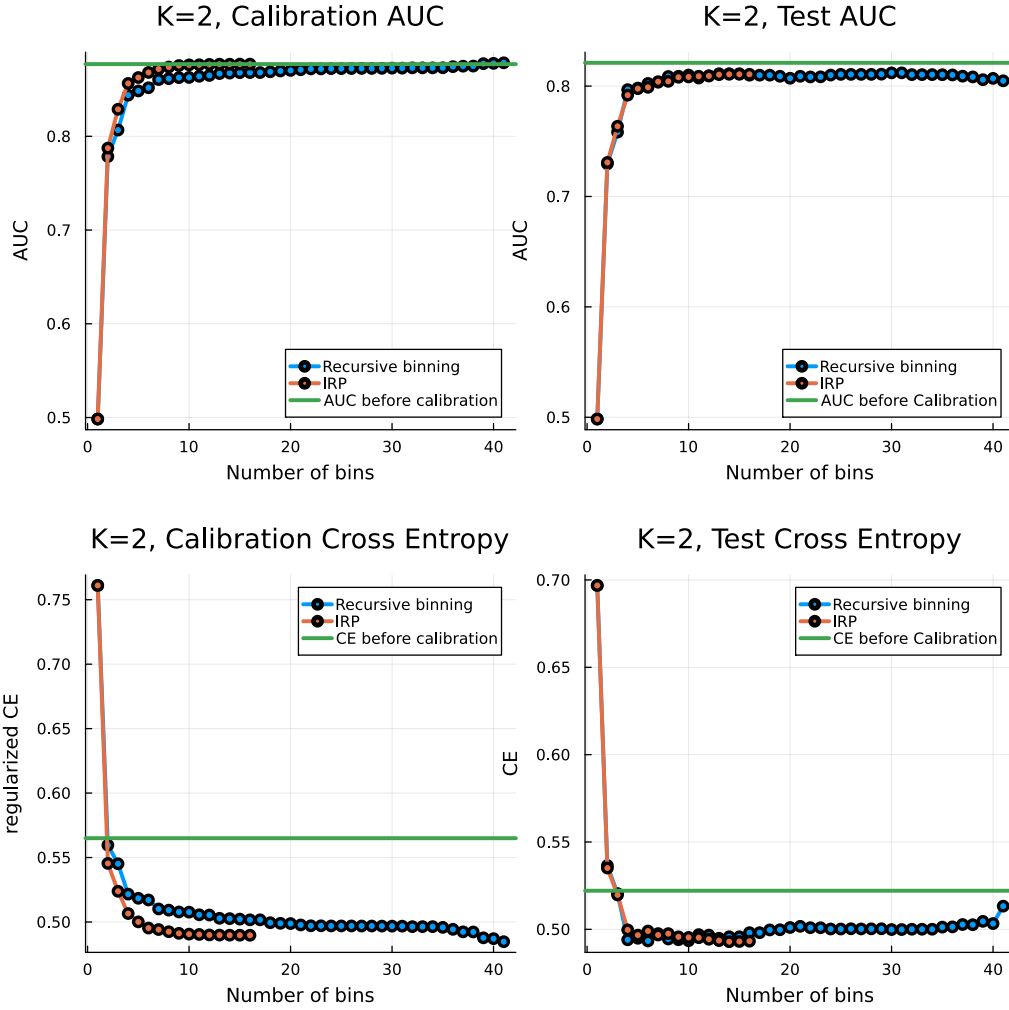 K=2, Calibration AUC
AUC
0.8
0.7
0.6
0.5
0
10
20
30
40
Number of bins
Recursive binning
IRP
AUC before calibration
K=2, Test AUC
AUC
0.8
0.7
0.6
0.5
0
10
20
30
40
Number of bins
Recursive binning
IRP
AUC before Calibration
K=2, Calibration Cross Entropy
regularized CE
0.75
0.70
0.65
0.60
0.55
0.50
0
10
20
30
40
Number of bins
Recursive binning
IRP
CE before calibration
K=2, Test Cross Entropy
CE
0.70
0.65
0.60
0.55
0.50
0
10
20
30
40
Number of bins
Recursive binning
IRP
CE before Calibration